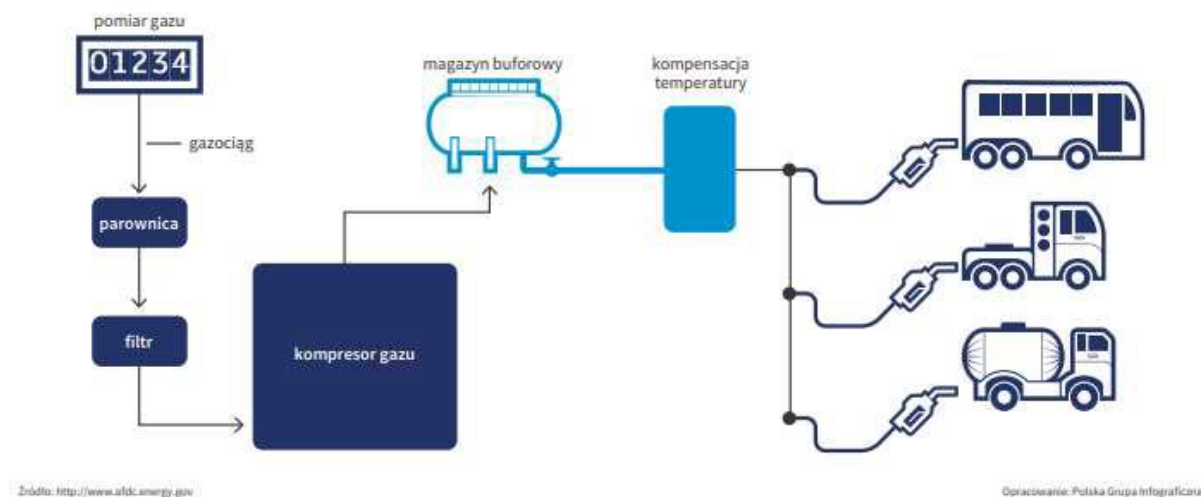 pomiar gazu
01234
gazociąg
parownica
filtr
kompresor gazu
magazyn buforowy
kompensacja
temperatury
Źródło: http://www.afdc.energy.gov
Opracowanie: Polska Grupa Infograficzna